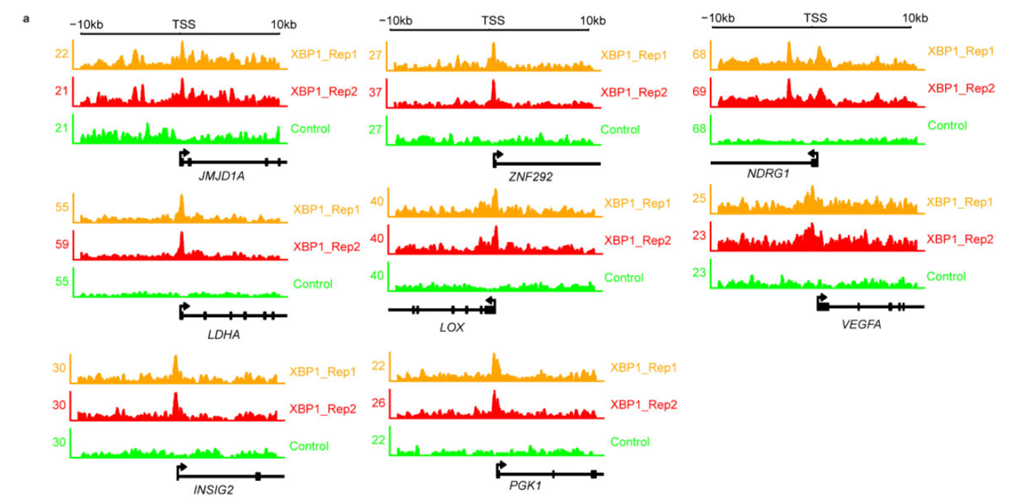 a
−10kb TSS 10kb
22 XBP1_Rep1
21 XBP1_Rep2
21 Control
JMJD1A
−10kb TSS 10kb
27 XBP1_Rep1
37 XBP1_Rep2
27 Control
ZNF292
−10kb TSS 10kb
68 XBP1_Rep1
69 XBP1_Rep2
68 Control
NDRG1
55 XBP1_Rep1
59 XBP1_Rep2
55 Control
LDHA
40 XBP1_Rep1
40 XBP1_Rep2
40 Control
LOX
25 XBP1_Rep1
23 XBP1_Rep2
23 Control
VEGFA
30 XBP1_Rep1
30 XBP1_Rep2
30 Control
INSIG2
22 XBP1_Rep1
26 XBP1_Rep2
22 Control
PGK1